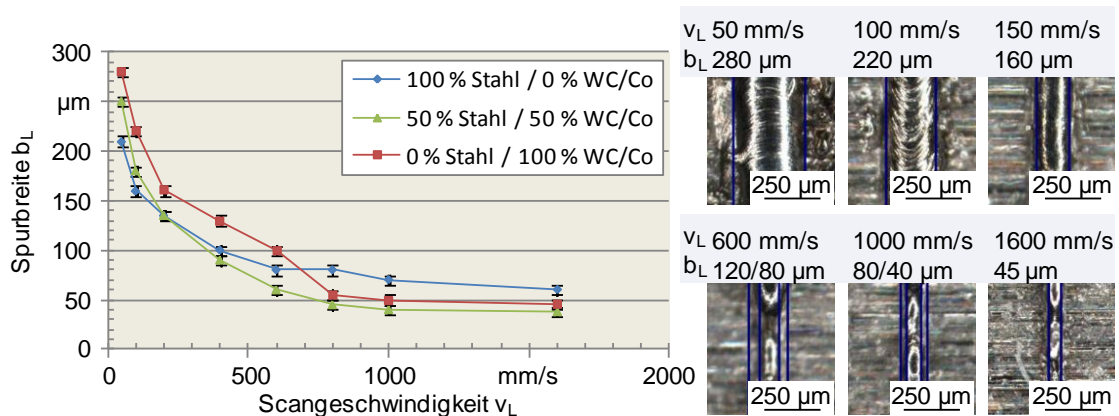 300
µm
200
150
100
50
0
Spurbreite b_L
0 500 1000 mm/s 2000
Scangeschwindigkeit v_L
100 % Stahl / 0 % WC/Co
50 % Stahl / 50 % WC/Co
0 % Stahl / 100 % WC/Co
v_L 50 mm/s 100 mm/s 150 mm/s
b_L 280 µm 220 µm 160 µm
250 µm 250 µm 250 µm
v_L 600 mm/s 1000 mm/s 1600 mm/s
b_L 120/80 µm 80/40 µm 45 µm
250 µm 250 µm 250 µm